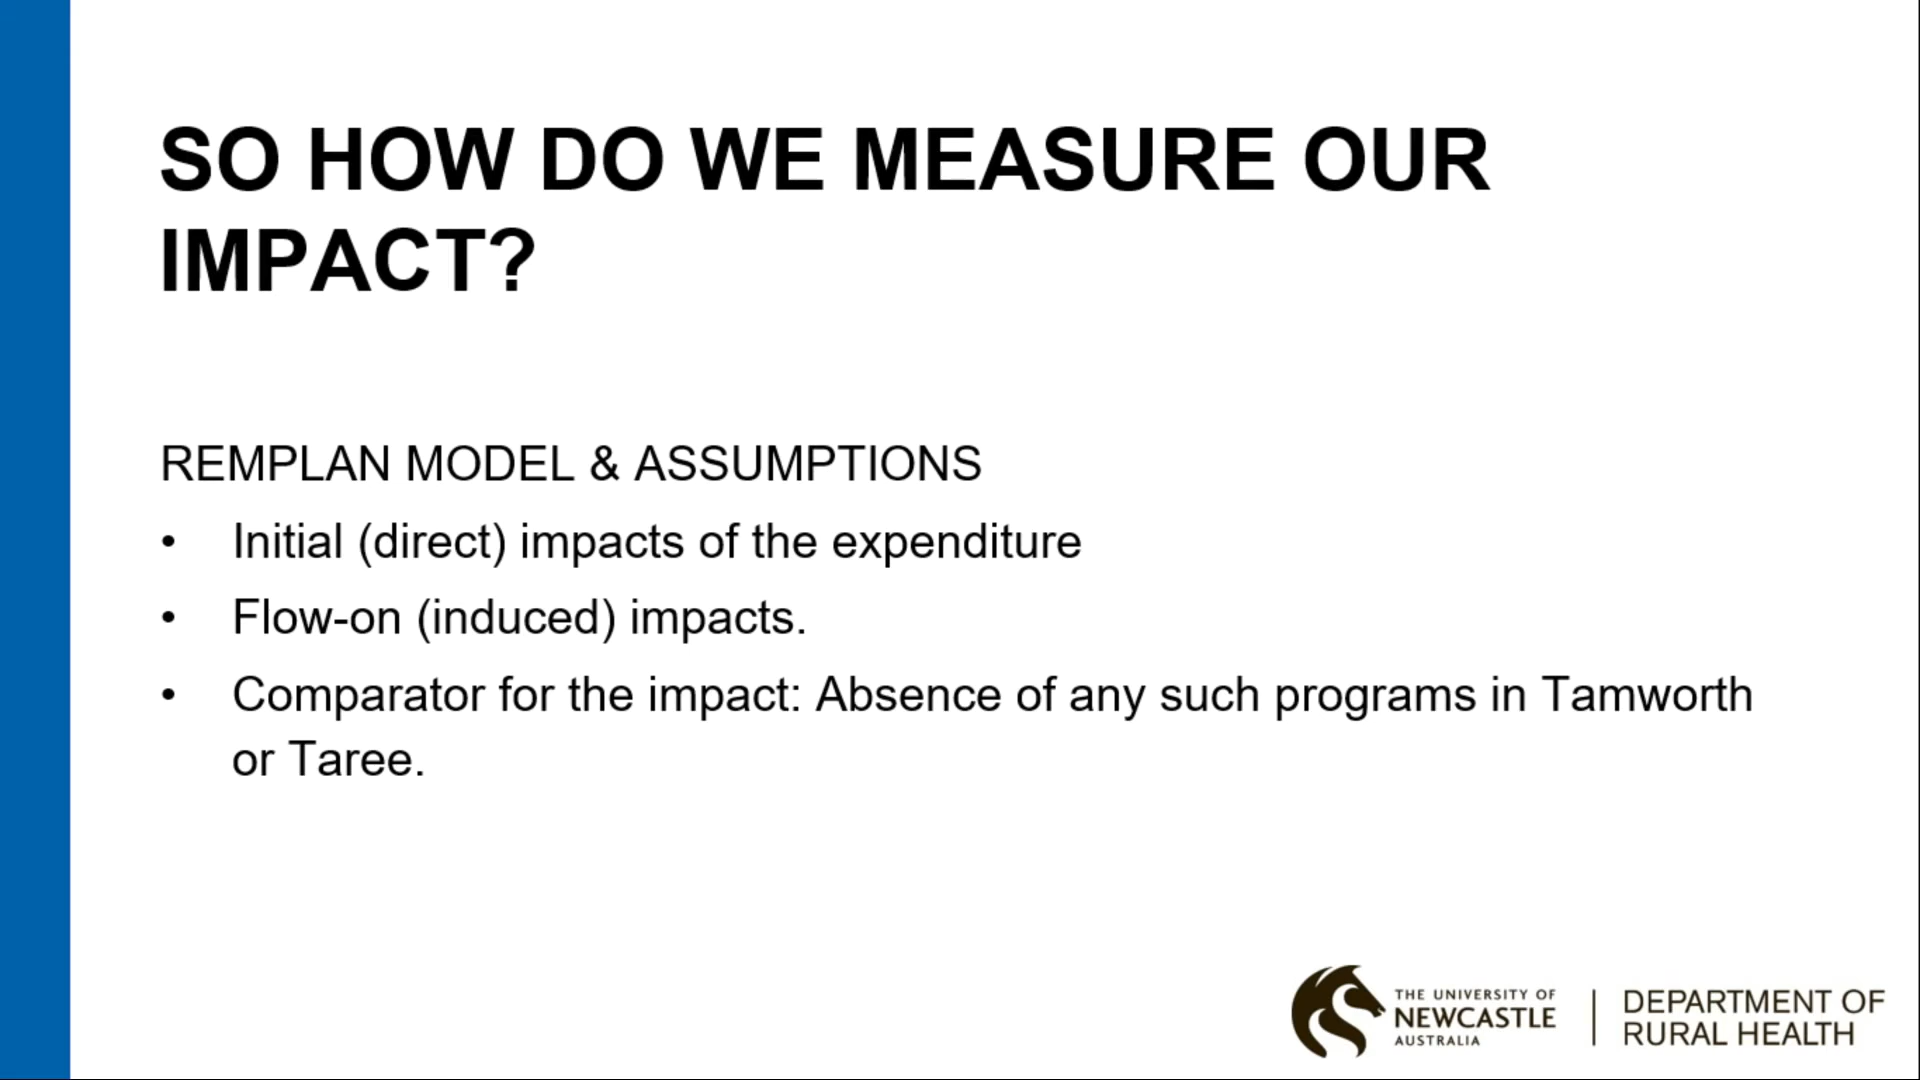 SO HOW DO WE MEASURE OUR
IMPACT?
REMPLAN MODEL & ASSUMPTIONS
• Initial (direct) impacts of the expenditure
• Flow-on (induced) impacts.
• Comparator for the impact: Absence of any such programs in Tamworth
or Taree.
THE UNIVERSITY OF
NEWCASTLE
AUSTRALIA
DEPARTMENT OF
RURAL HEALTH